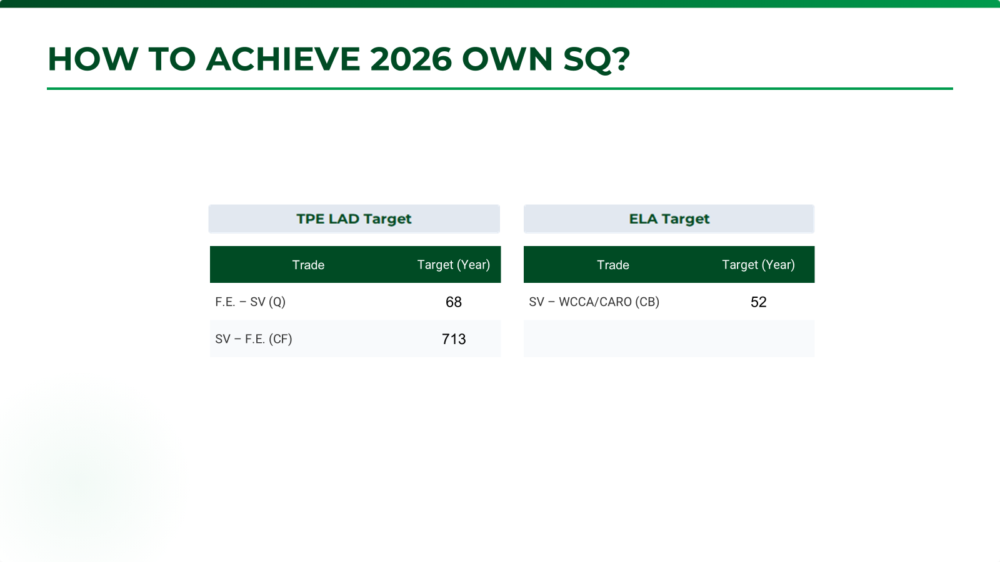 HOW TO ACHIEVE 2026 OWN SQ?
TPE LAD Target
Trade Target (Year)
F.E. – SV (Q) 68
SV – F.E. (CF) 713
ELA Target
Trade Target (Year)
SV – WCCA/CARO (CB) 52